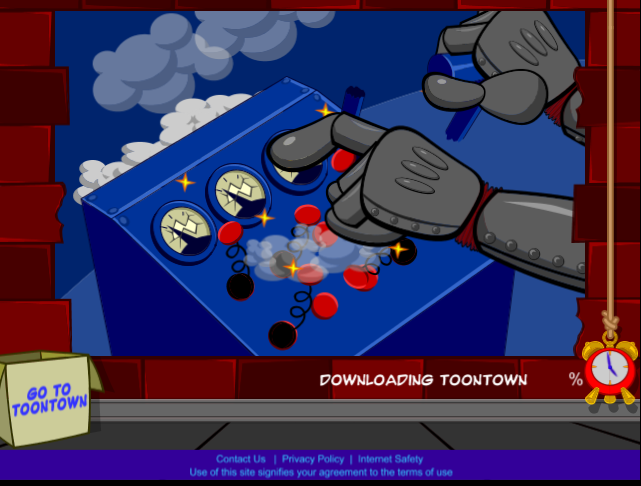 DOWNLOADING TOONTOWN %
GO TO
TOONTOWN
Contact Us | Privacy Policy | Internet Safety
Use of this site signifies your agreement to the terms of use